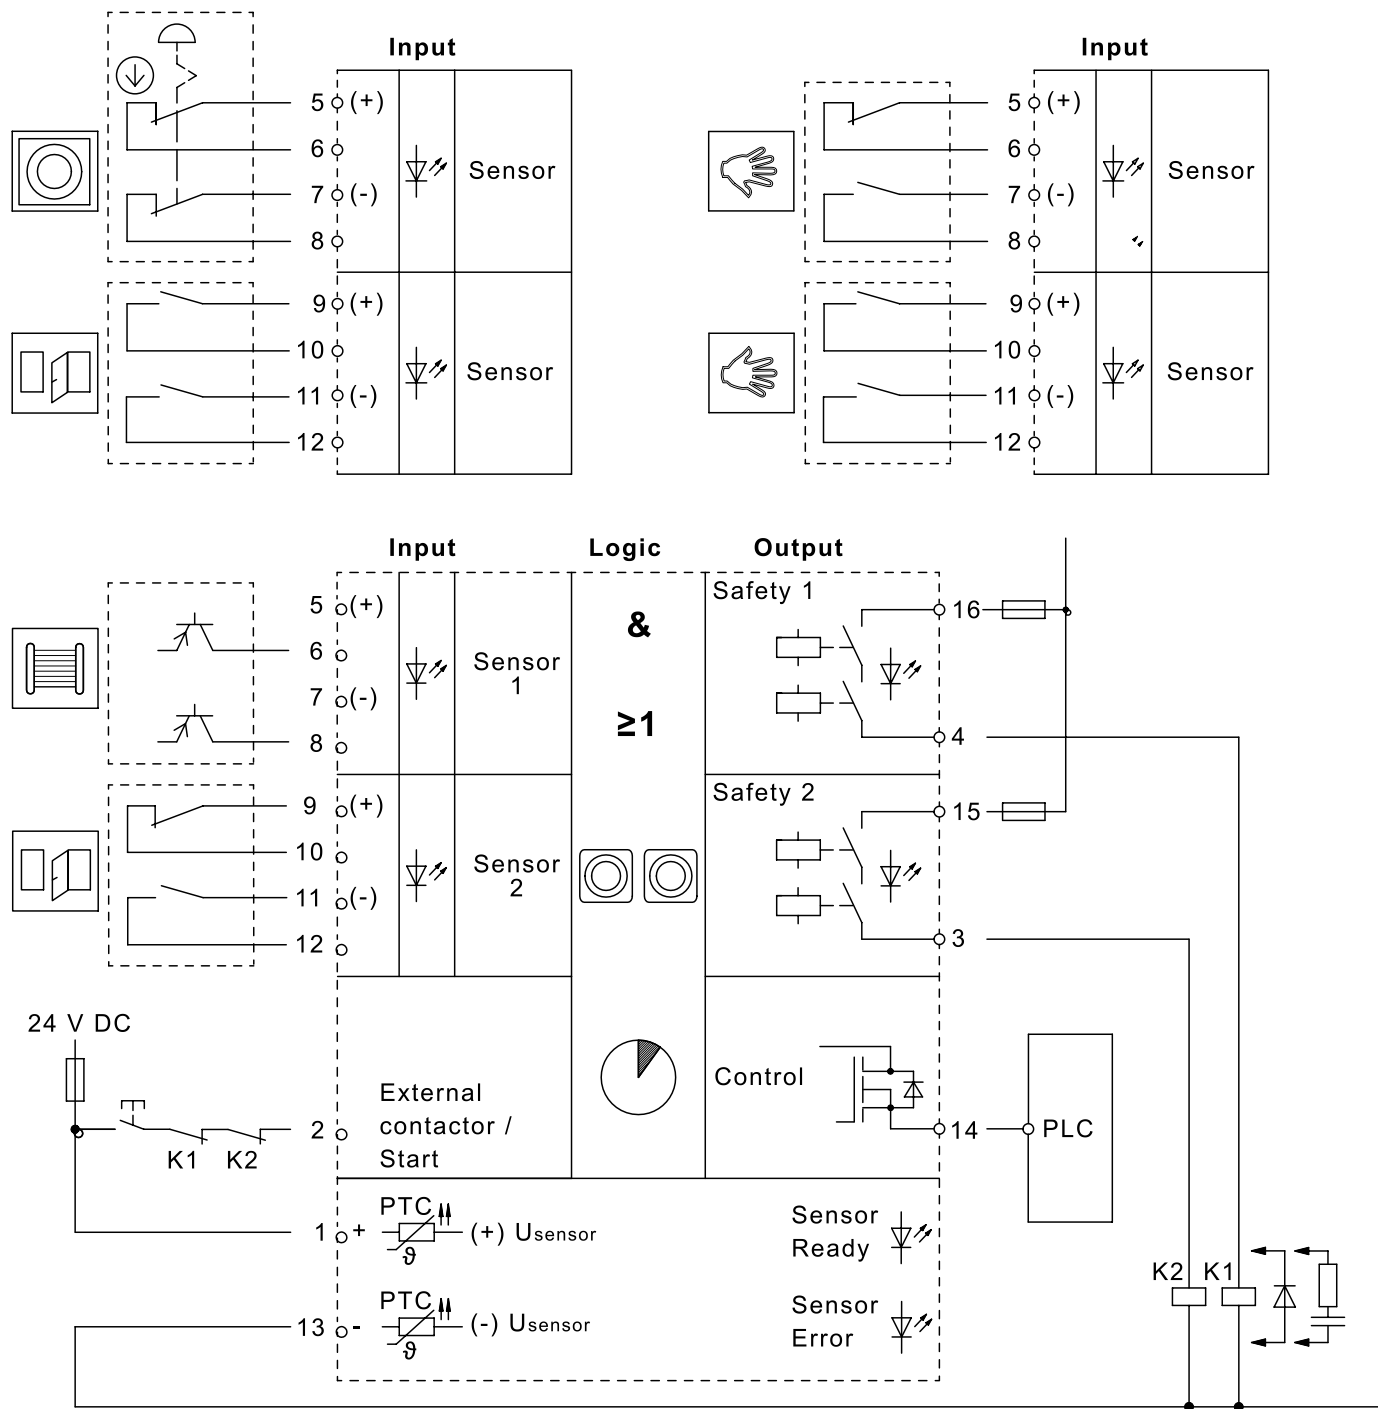 Input
5 (+)
6
7 (-)
8
Sensor
9 (+)
10
11 (-)
12
Sensor
Input
5 (+)
6
7 (-)
8
Sensor
9 (+)
10
11 (-)
12
Sensor
Input Logic Output
5 (+)
6
7 (-)
8
Sensor
1
&
≥1
Safety 1
16
4
9 (+)
10
11 (-)
12
Sensor
2
Safety 2
15
3
24 V DC
K1 K2
2
External
contactor /
Start
Control
14
PLC
1 + PTC ϑ (+) Usensor
Sensor
Ready
13 - PTC ϑ (-) Usensor
Sensor
Error
K2 K1